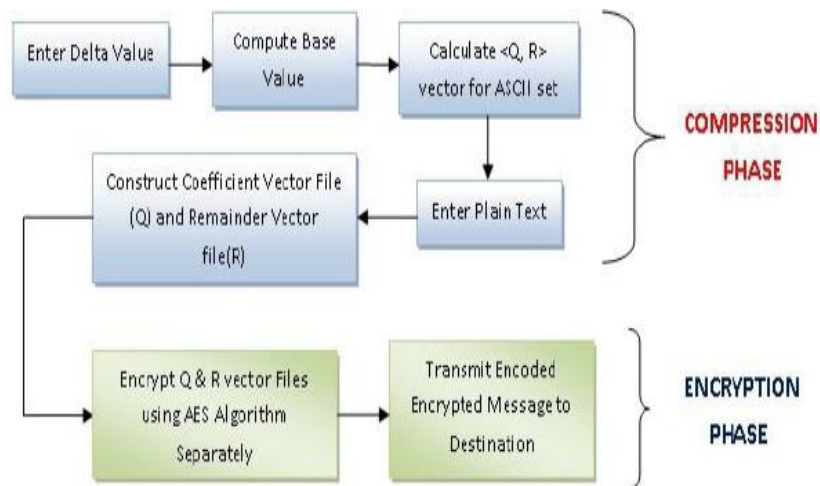 Enter Delta Value
Compute Base
Value
Calculate <Q, R>
vector for ASCII set
COMPRESSION
PHASE
Enter Plain Text
Construct Coefficient Vector File
(Q) and Remainder Vector
file(R)
Encrypt Q & R vector Files
using AES Algorithm
Separately
Transmit Encoded
Encrypted Message to
Destination
ENCRYPTION
PHASE